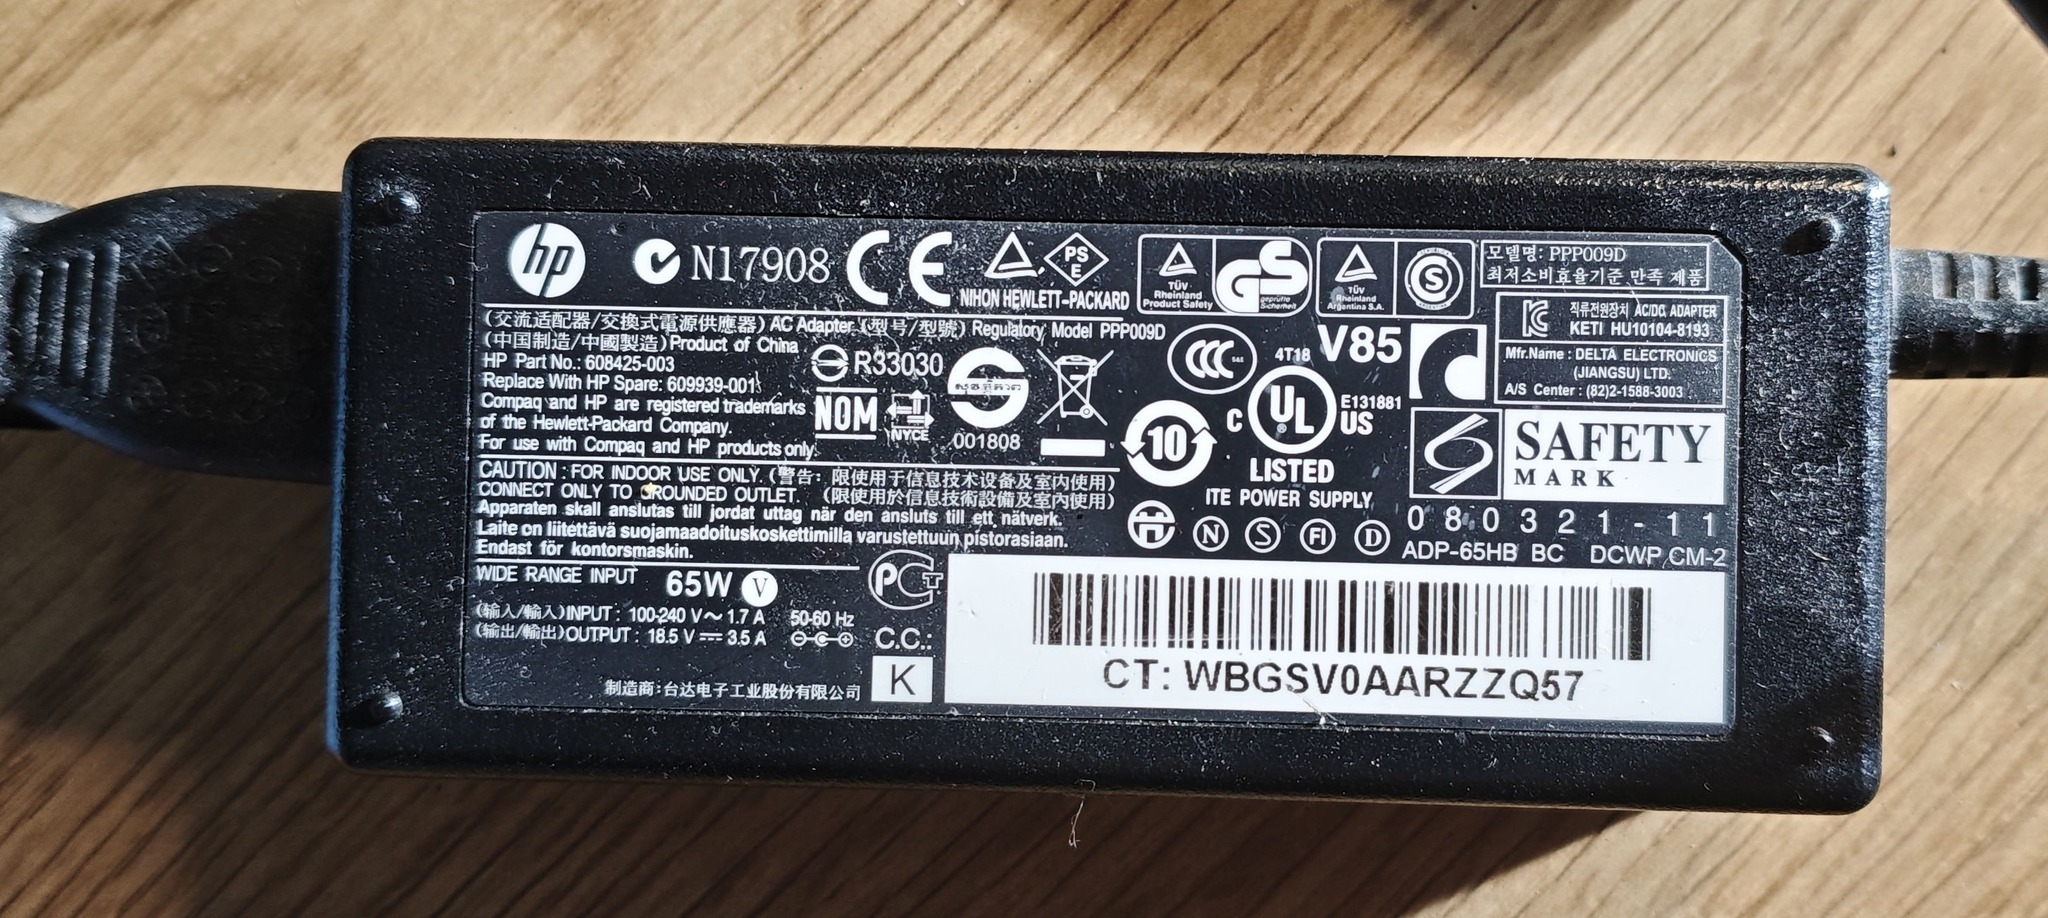 hp
N17908
CE
PS E
NIHON HEWLETT-PACKARD
TÜV Rheinland Product Safety
GS geprüfte Sicherheit
TÜV Rheinland Argentina S.A.
S
모델명: PPP009D
최저소비효율기준 만족 제품
(交流适配器/交換式電源供應器) AC Adapter (型号/型號) Regulatory Model PPP009D
(中国制造/中國製造) Product of China
HP Part No.: 608425-003
Replace With HP Spare: 609939-001
Compaq and HP are registered trademarks
of the Hewlett-Packard Company.
For use with Compaq and HP products only.
R33030
NOM
NYCE
001808
CCC S&E
10
4T18
V85
C UL US
®
E131881
LISTED
ITE POWER SUPPLY
N S FI D
직류전원장치 AC/DC ADAPTER
KETI HU10104-8193
Mfr.Name : DELTA ELECTRONICS
(JIANGSU) LTD.
A/S Center : (82)2-1588-3003
SAFETY
MARK
080321-11
ADP-65HB BC DCWP CM-2
CAUTION : FOR INDOOR USE ONLY. (警告: 限使用于信息技术设备及室内使用)
CONNECT ONLY TO GROUNDED OUTLET. (限使用於信息技術設備及室內使用)
Apparaten skall anslutas till jordat uttag när den ansluts till ett nätverk.
Laite on liitettävä suojamaadoituskoskettimilla varustettuun pistorasiaan.
Endast för kontorsmaskin.
WIDE RANGE INPUT 65W V
(输入/輸入) INPUT : 100-240 V~ 1.7 A 50-60 Hz
(输出/輸出) OUTPUT : 18.5 V 3.5 A
制造商:台达电子工业股份有限公司
C.C.:
K
CT: WBGSV0AARZZQ57